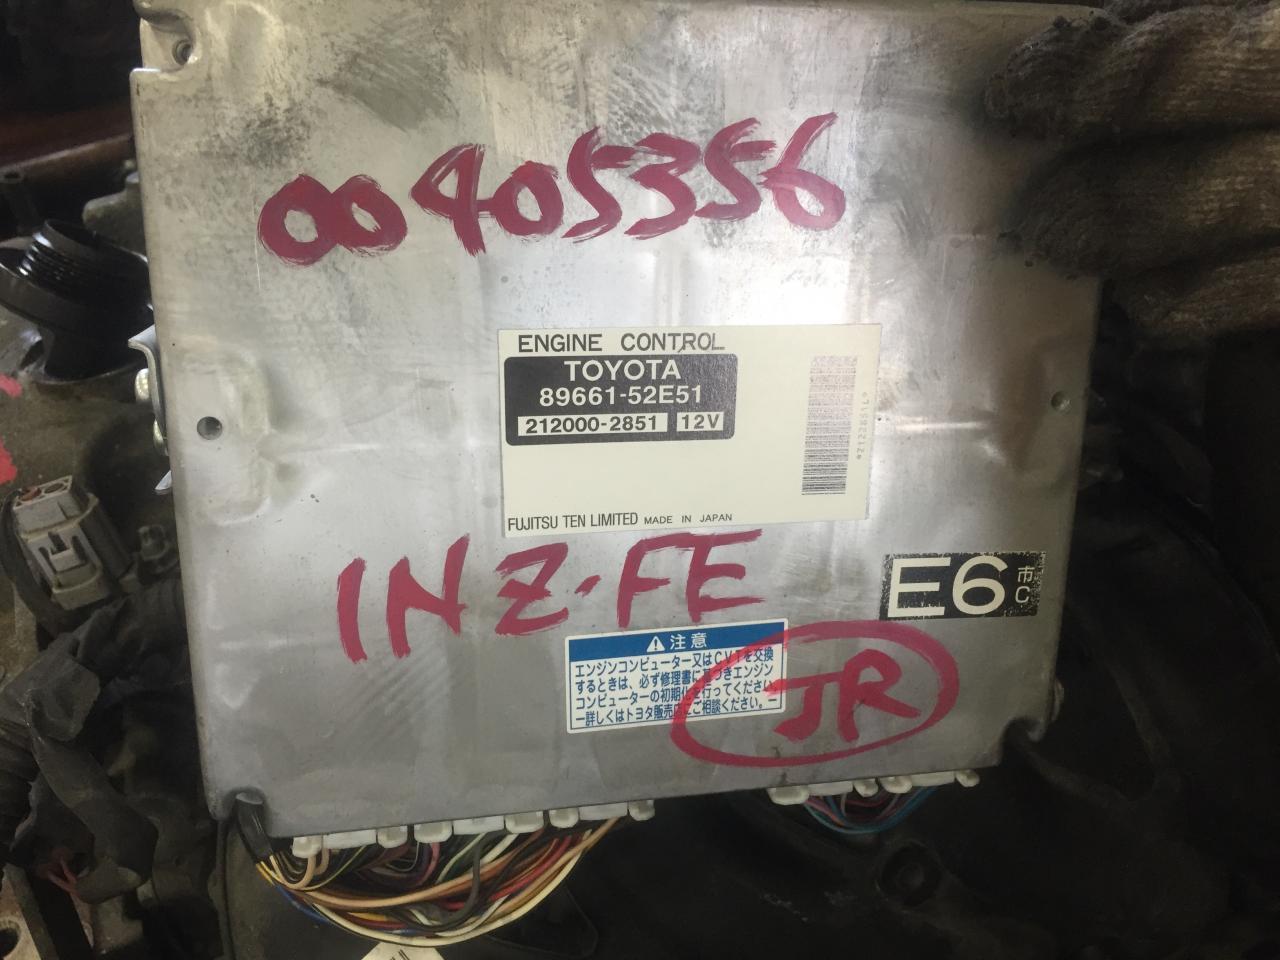 00405356
ENGINE CONTROL
TOYOTA
89661-52E51
212000-2851 12V
FUJITSU TEN LIMITED MADE IN JAPAN
1NZ-FE
E6 市C
注意
エンジンコンピューター又はCVTを交換
するときは、必ず修理書に基づきエンジン
コンピューターの初期化を行ってください。
詳しくはトヨタ販売店にご相談ください。
JR